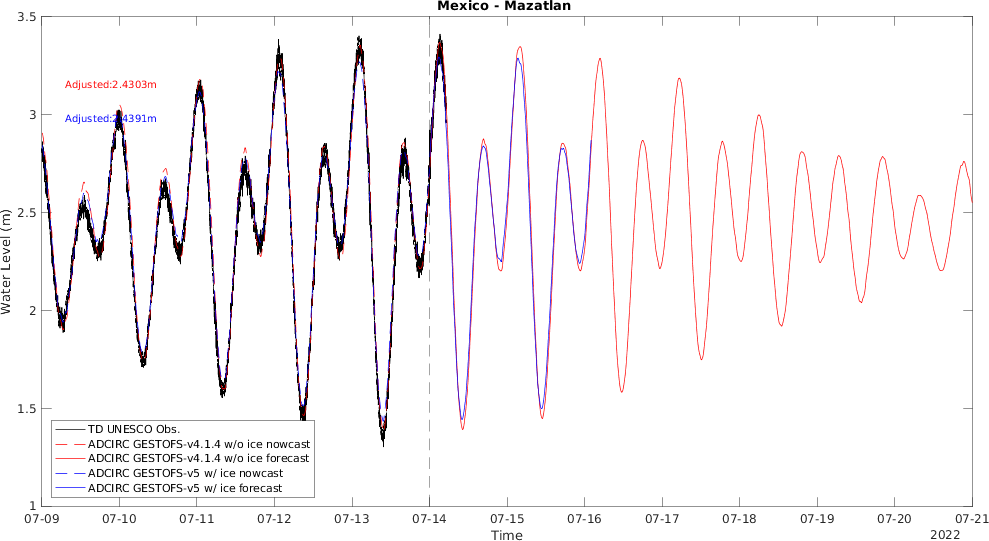 Mexico - Mazatlan
3.5
3
2.5
2
1.5
1
Water Level (m)
Adjusted:2.4303m
Adjusted:2.4391m
TD UNESCO Obs.
ADCIRC GESTOFS-v4.1.4 w/o ice nowcast
ADCIRC GESTOFS-v4.1.4 w/o ice forecast
ADCIRC GESTOFS-v5 w/ ice nowcast
ADCIRC GESTOFS-v5 w/ ice forecast
07-09 07-10 07-11 07-12 07-13 07-14 07-15 07-16 07-17 07-18 07-19 07-20 07-21
Time
2022